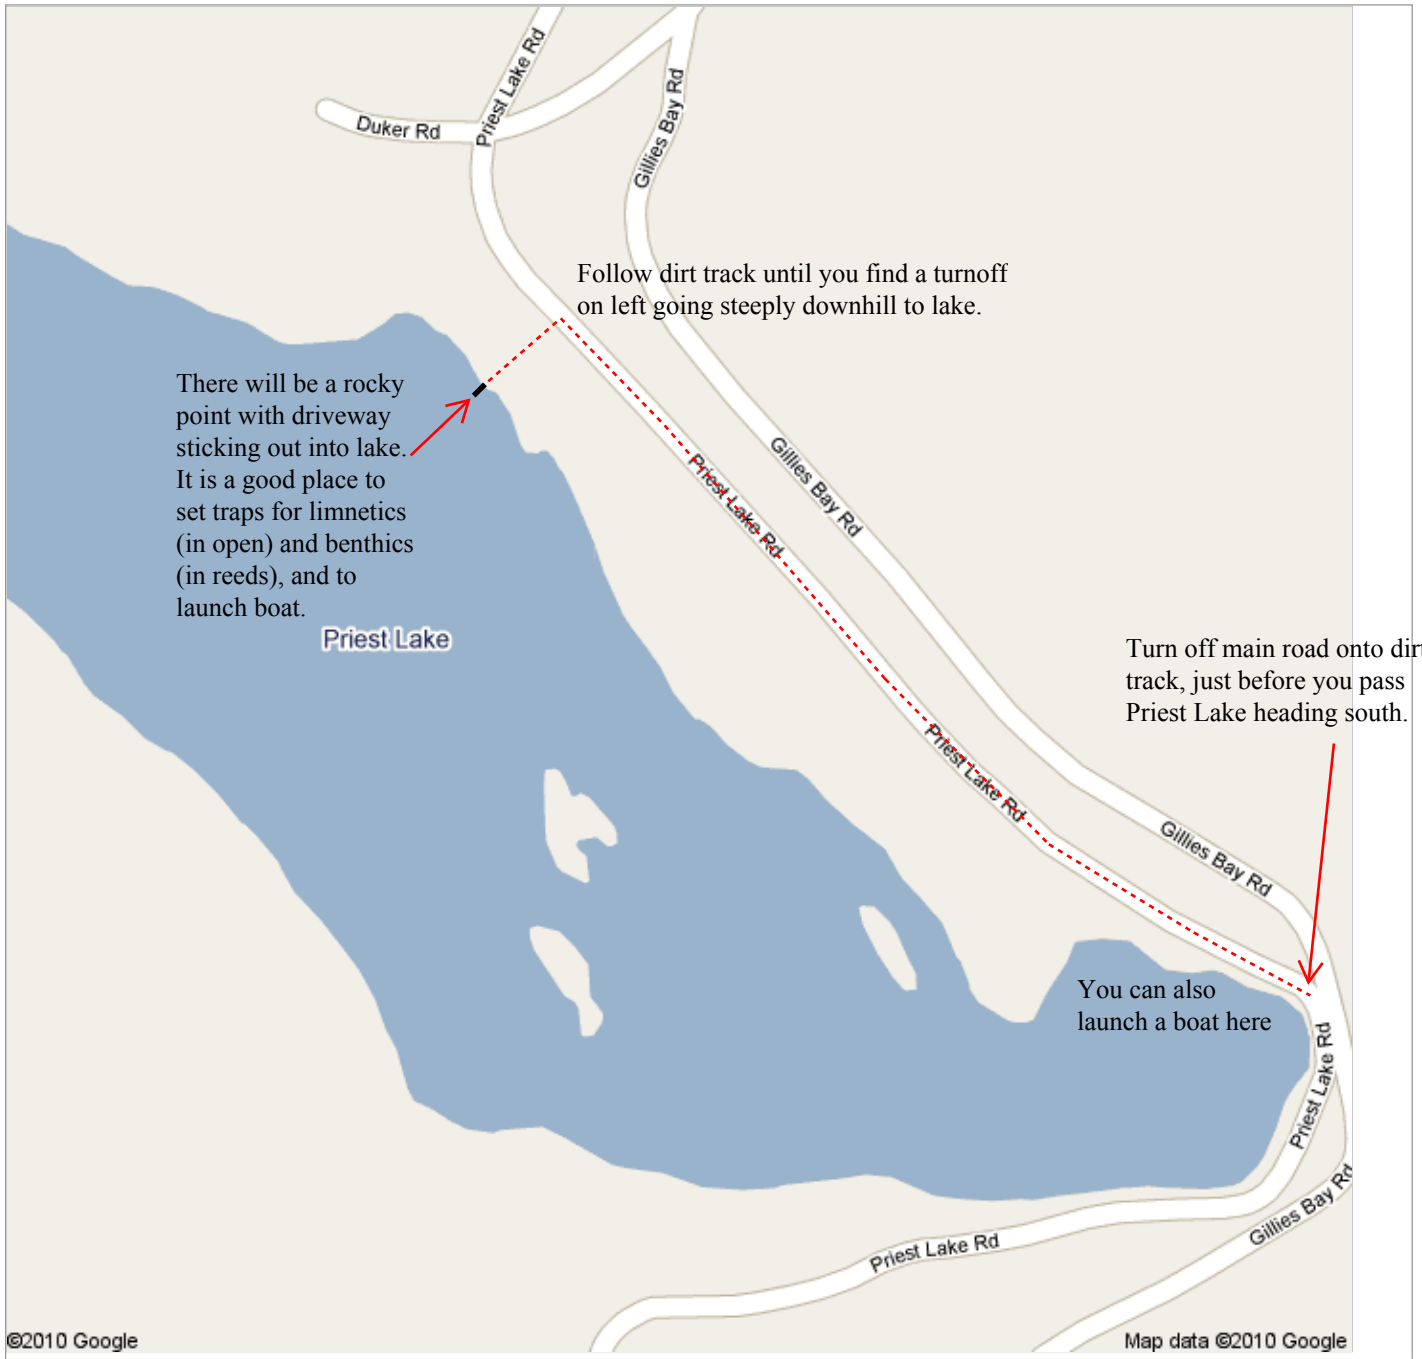 Priest Lake Rd
Duker Rd
Gillies Bay Rd
Follow dirt track until you find a turnoff
on left going steeply downhill to lake.
There will be a rocky
point with driveway
sticking out into lake.
It is a good place to
set traps for limnetics
(in open) and benthics
(in reeds), and to
launch boat.
Priest Lake Rd
Gillies Bay Rd
Priest Lake
Turn off main road onto dirt
track, just before you pass
Priest Lake heading south.
Priest Lake Rd
Gillies Bay Rd
You can also
launch a boat here
Priest Lake Rd
Gillies Bay Rd
Priest Lake Rd
©2010 Google
Map data ©2010 Google